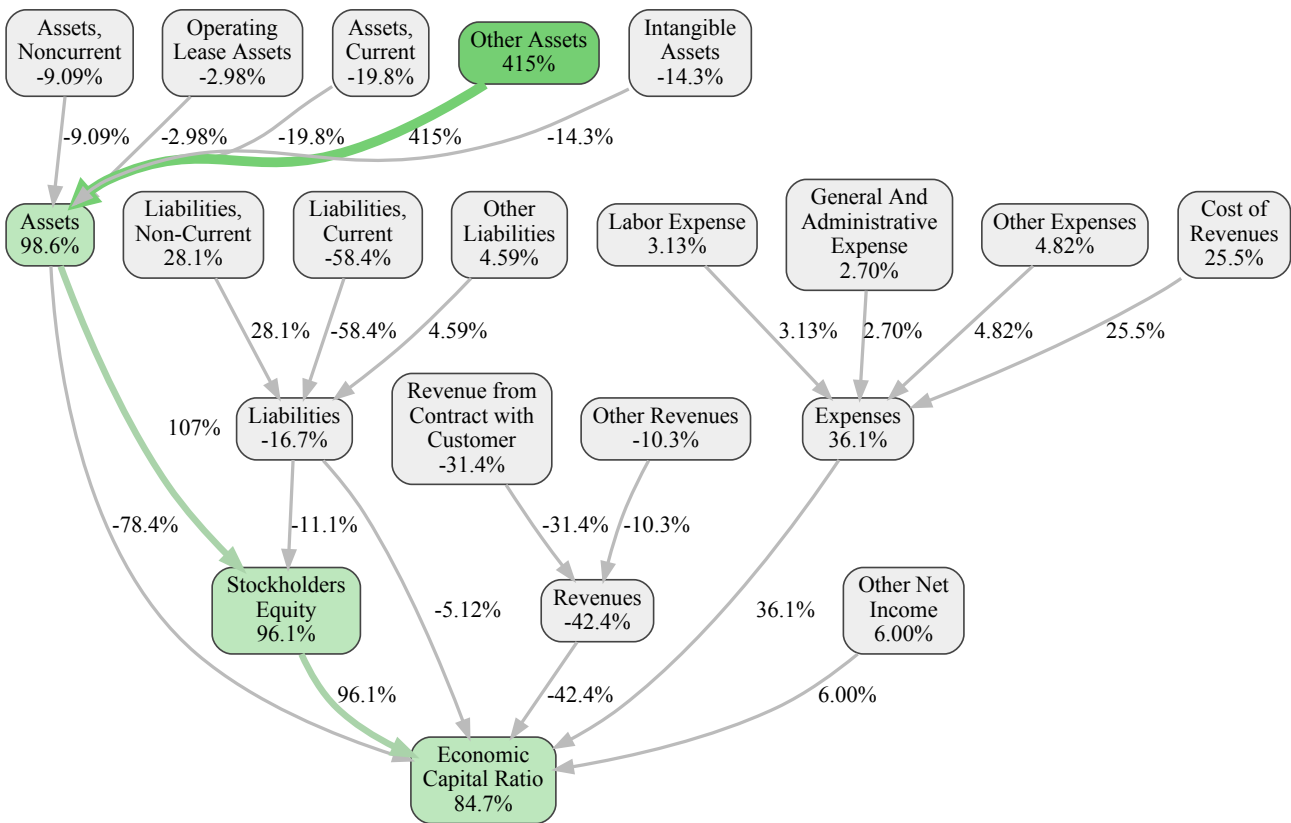 Assets,
Noncurrent
-9.09%
Operating
Lease Assets
-2.98%
Assets,
Current
-19.8%
Other Assets
415%
Intangible
Assets
-14.3%
-9.09%
-2.98%
-19.8%
415%
-14.3%
Assets
98.6%
Liabilities,
Non-Current
28.1%
Liabilities,
Current
-58.4%
Other
Liabilities
4.59%
Labor Expense
3.13%
General And
Administrative
Expense
2.70%
Other Expenses
4.82%
Cost of
Revenues
25.5%
28.1%
-58.4%
4.59%
3.13%
2.70%
4.82%
25.5%
107%
Liabilities
-16.7%
Revenue from
Contract with
Customer
-31.4%
Other Revenues
-10.3%
Expenses
36.1%
-78.4%
-11.1%
-31.4%
-10.3%
Stockholders
Equity
96.1%
-5.12%
Revenues
-42.4%
36.1%
Other Net
Income
6.00%
96.1%
-42.4%
6.00%
Economic
Capital Ratio
84.7%